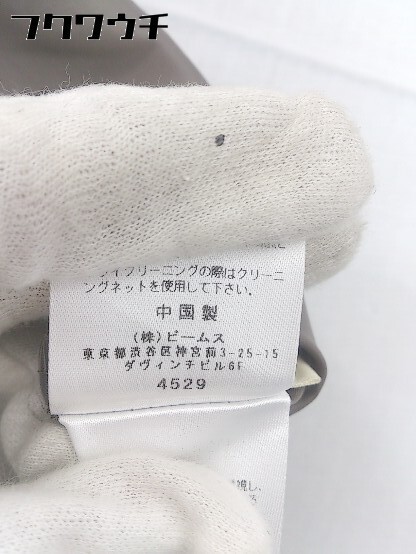 フクワウチ
ライクリーニングの際はクリーニ
ングネットを使用して下さい。
中国製
(株)ビームス
東京都渋谷区神宮前3-25-15
ダヴィンチビル6F
4529